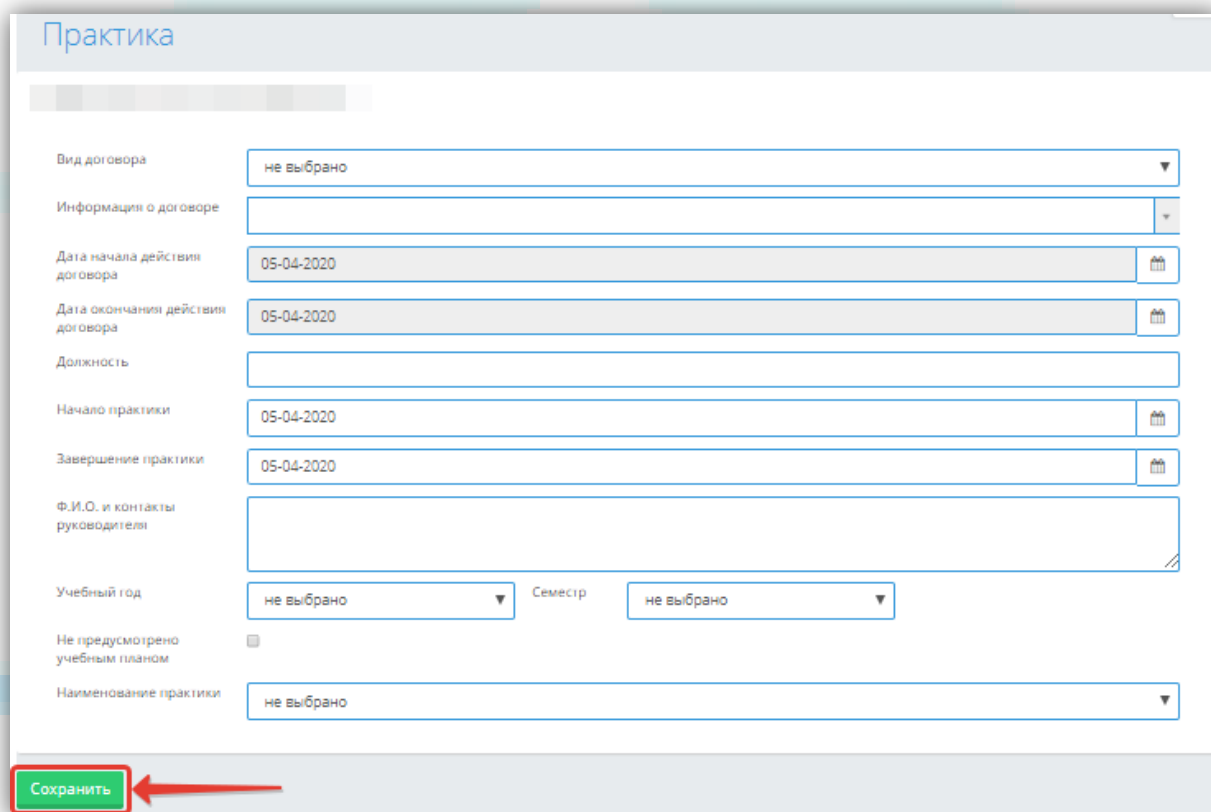 Практика
Вид договора
не выбрано
Информация о договоре
Дата начала действия
договора
05-04-2020
Дата окончания действия
договора
05-04-2020
Должность
Начало практики
05-04-2020
Завершение практики
05-04-2020
Ф.И.О. и контакты
руководителя
Учебный год
не выбрано
Семестр
не выбрано
Не предусмотрено
учебным планом
Наименование практики
не выбрано
Сохранить